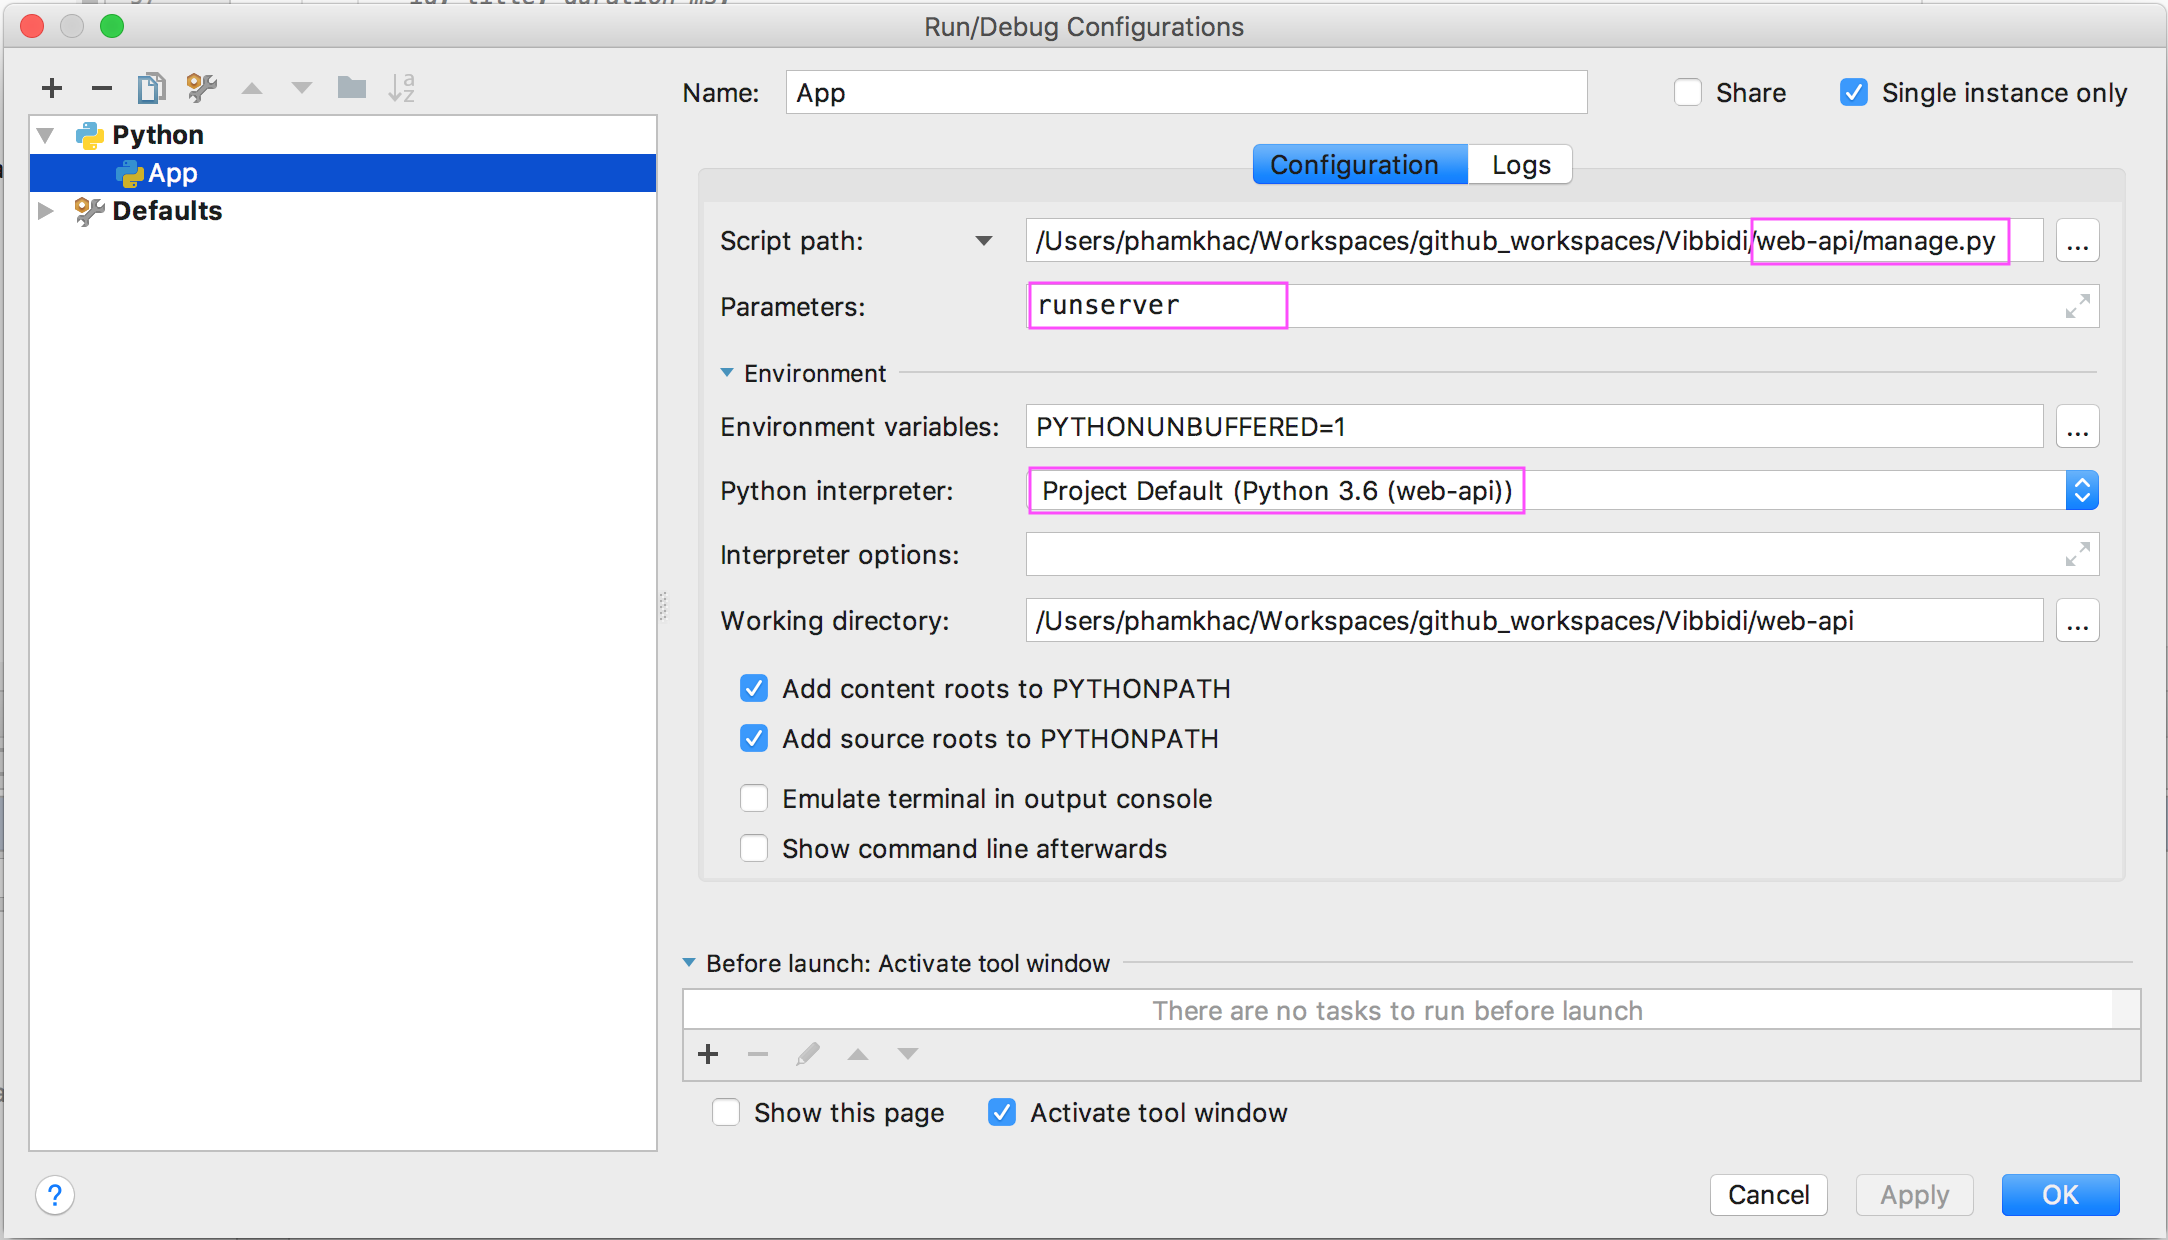 Run/Debug Configurations
Name: App Share Single instance only
Python
App
Defaults
Configuration Logs
Script path: /Users/phamkhac/Workspaces/github_workspaces/Vibbidi/web-api/manage.py ...
Parameters: runserver
Environment
Environment variables: PYTHONUNBUFFERED=1 ...
Python interpreter: Project Default (Python 3.6 (web-api))
Interpreter options:
Working directory: /Users/phamkhac/Workspaces/github_workspaces/Vibbidi/web-api ...
Add content roots to PYTHONPATH
Add source roots to PYTHONPATH
Emulate terminal in output console
Show command line afterwards
Before launch: Activate tool window
There are no tasks to run before launch
Show this page Activate tool window
? Cancel Apply OK